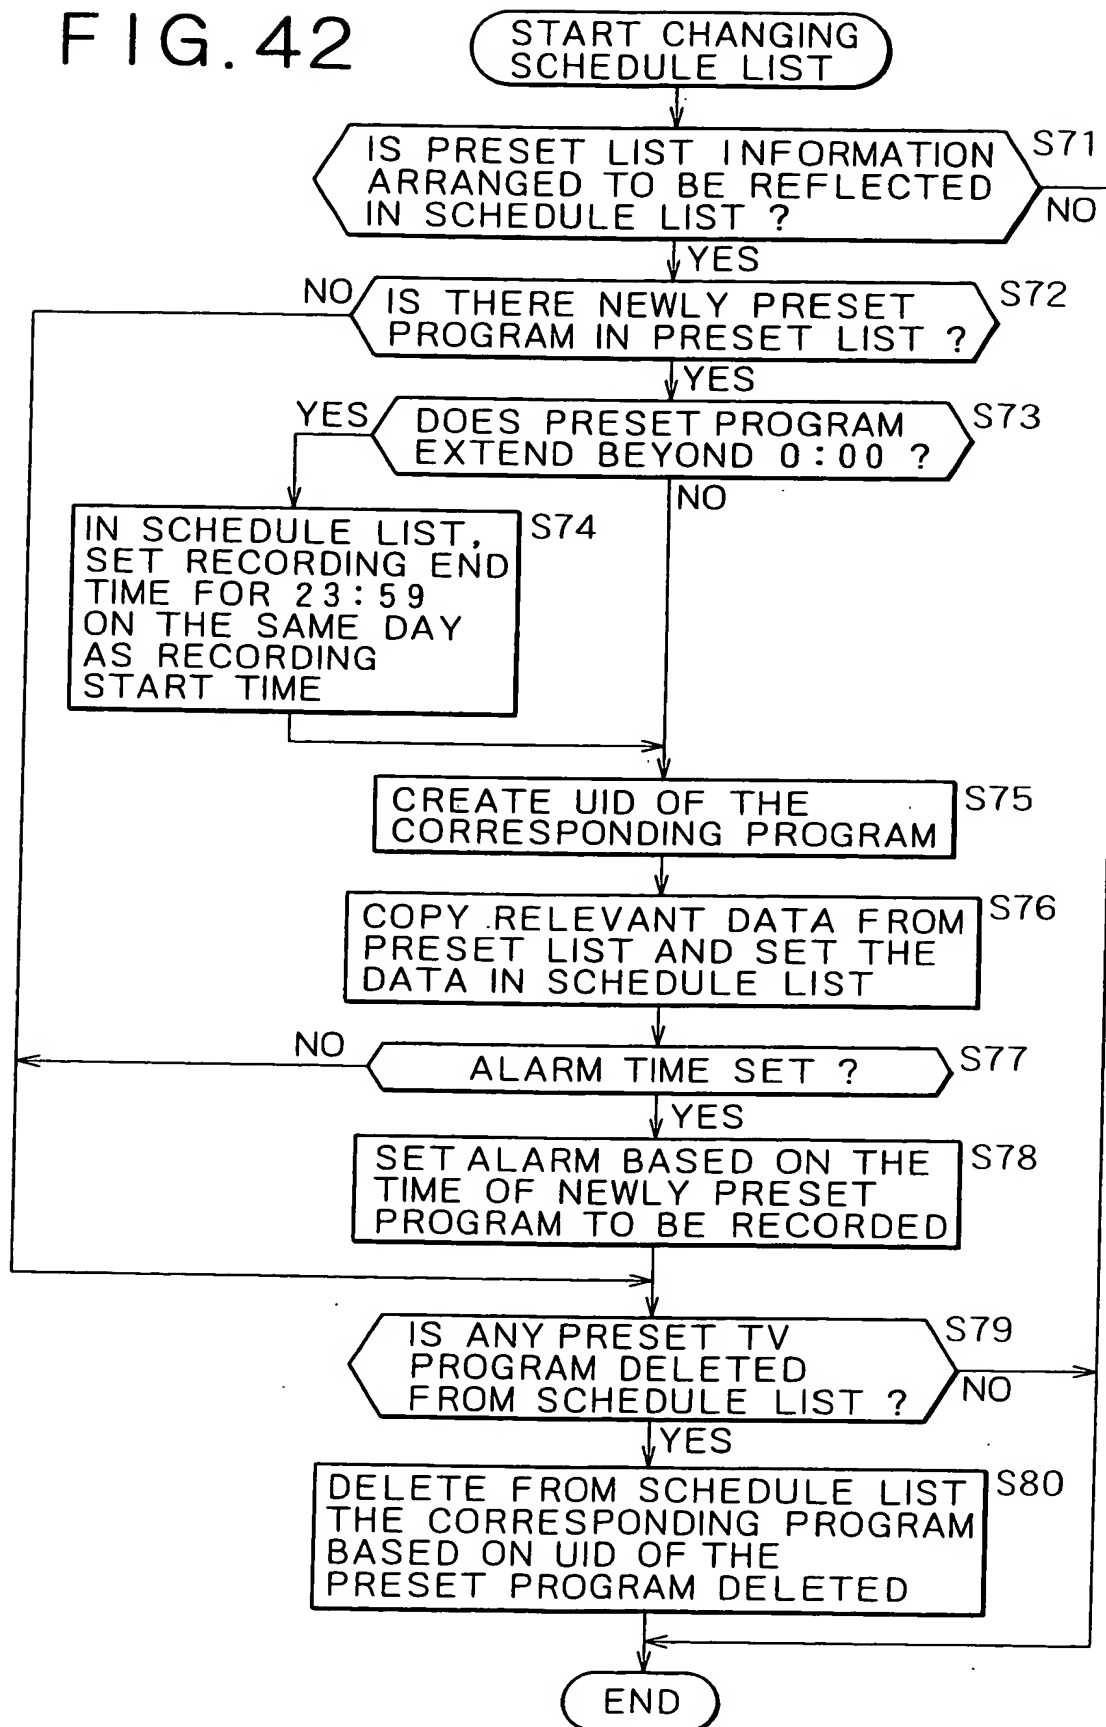 FIG.42
START CHANGING
SCHEDULE LIST
IS PRESET LIST INFORMATION
ARRANGED TO BE REFLECTED
IN SCHEDULE LIST ?
S71
NO
YES
NO
IS THERE NEWLY PRESET
PROGRAM IN PRESET LIST ?
S72
YES
YES
DOES PRESET PROGRAM
EXTEND BEYOND 0:00 ?
S73
NO
IN SCHEDULE LIST,
SET RECORDING END
TIME FOR 23:59
ON THE SAME DAY
AS RECORDING
START TIME
S74
CREATE UID OF THE
CORRESPONDING PROGRAM
S75
COPY RELEVANT DATA FROM
PRESET LIST AND SET THE
DATA IN SCHEDULE LIST
S76
NO
ALARM TIME SET ?
S77
YES
SET ALARM BASED ON THE
TIME OF NEWLY PRESET
PROGRAM TO BE RECORDED
S78
IS ANY PRESET TV
PROGRAM DELETED
FROM SCHEDULE LIST ?
S79
NO
YES
DELETE FROM SCHEDULE LIST
THE CORRESPONDING PROGRAM
BASED ON UID OF THE
PRESET PROGRAM DELETED
S80
END